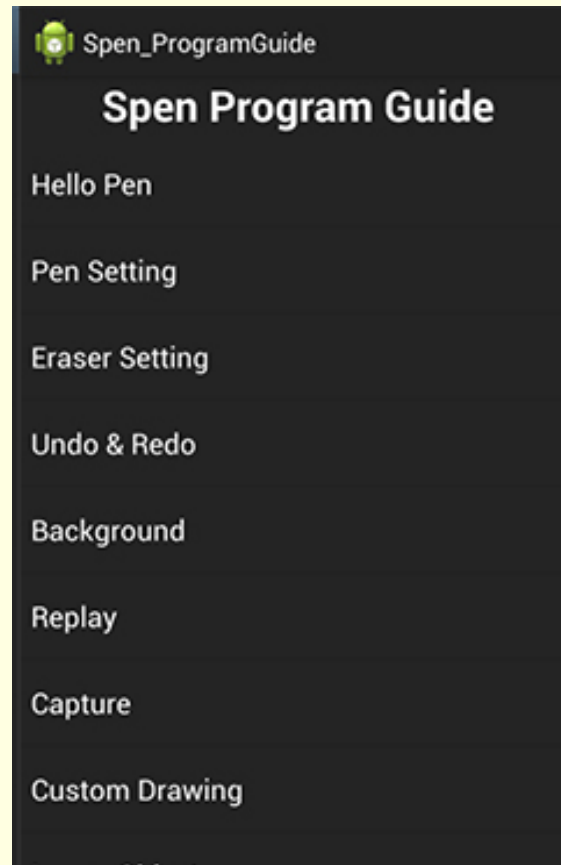 Spen_ProgramGuide
Spen Program Guide
Hello Pen
Pen Setting
Eraser Setting
Undo & Redo
Background
Replay
Capture
Custom Drawing